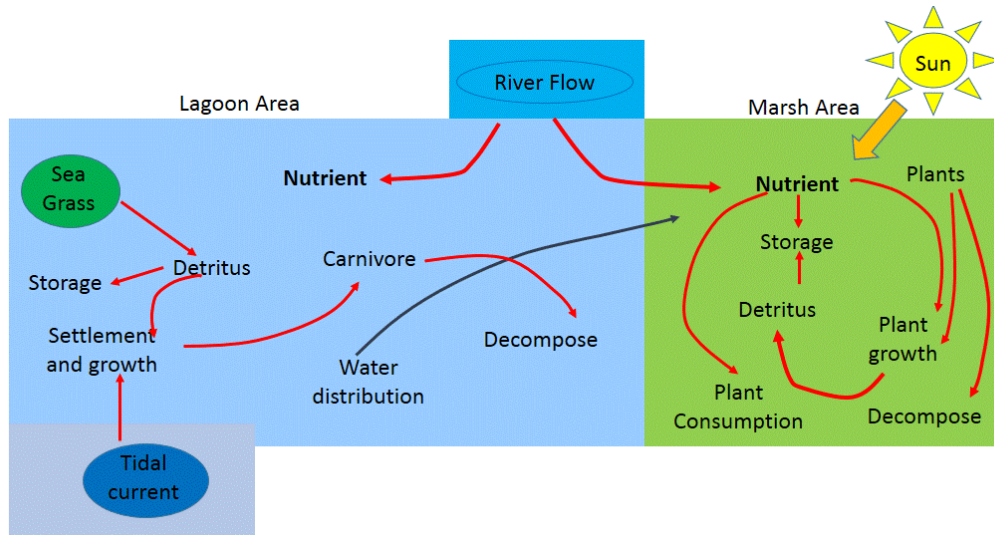 Sun
River Flow
Lagoon Area
Marsh Area
Sea
Grass
Nutrient
Nutrient
Plants
Storage
Detritus
Carnivore
Storage
Detritus
Settlement
and growth
Decompose
Water
distribution
Plant
growth
Plant
Consumption
Decompose
Tidal
current